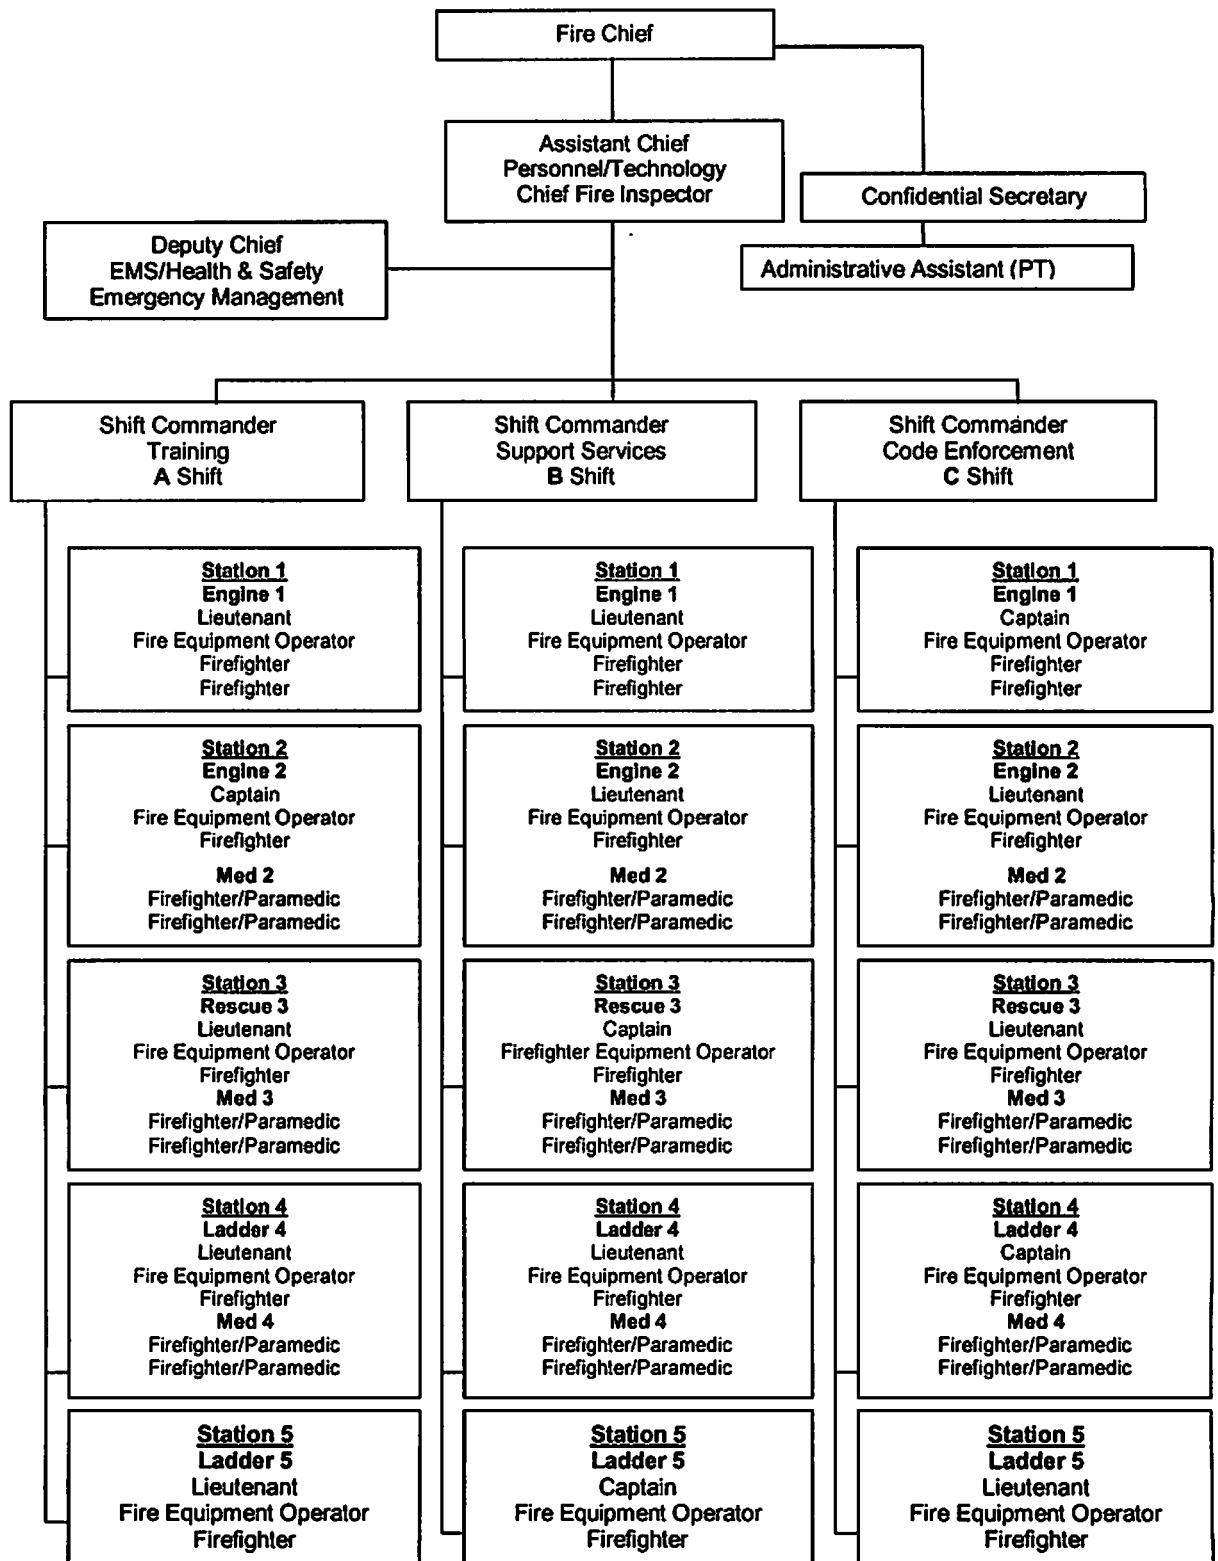 Fire Chief
Assistant Chief
Personnel/Technology
Chief Fire Inspector
Confidential Secretary
Administrative Assistant (PT)
Deputy Chief
EMS/Health & Safety
Emergency Management
Shift Commander
Training
A Shift
Station 1
Engine 1
Lieutenant
Fire Equipment Operator
Firefighter
Firefighter
Station 2
Engine 2
Captain
Fire Equipment Operator
Firefighter
Med 2
Firefighter/Paramedic
Firefighter/Paramedic
Station 3
Rescue 3
Lieutenant
Fire Equipment Operator
Firefighter
Med 3
Firefighter/Paramedic
Firefighter/Paramedic
Station 4
Ladder 4
Lieutenant
Fire Equipment Operator
Firefighter
Med 4
Firefighter/Paramedic
Firefighter/Paramedic
Station 5
Ladder 5
Lieutenant
Fire Equipment Operator
Firefighter
Shift Commander
Support Services
B Shift
Station 1
Engine 1
Lieutenant
Fire Equipment Operator
Firefighter
Firefighter
Station 2
Engine 2
Lieutenant
Fire Equipment Operator
Firefighter
Med 2
Firefighter/Paramedic
Firefighter/Paramedic
Station 3
Rescue 3
Captain
Firefighter Equipment Operator
Firefighter
Med 3
Firefighter/Paramedic
Firefighter/Paramedic
Station 4
Ladder 4
Lieutenant
Fire Equipment Operator
Firefighter
Med 4
Firefighter/Paramedic
Firefighter/Paramedic
Station 5
Ladder 5
Captain
Fire Equipment Operator
Firefighter
Shift Commander
Code Enforcement
C Shift
Station 1
Engine 1
Captain
Fire Equipment Operator
Firefighter
Firefighter
Station 2
Engine 2
Lieutenant
Fire Equipment Operator
Firefighter
Med 2
Firefighter/Paramedic
Firefighter/Paramedic
Station 3
Rescue 3
Lieutenant
Fire Equipment Operator
Firefighter
Med 3
Firefighter/Paramedic
Firefighter/Paramedic
Station 4
Ladder 4
Captain
Fire Equipment Operator
Firefighter
Med 4
Firefighter/Paramedic
Firefighter/Paramedic
Station 5
Ladder 5
Lieutenant
Fire Equipment Operator
Firefighter